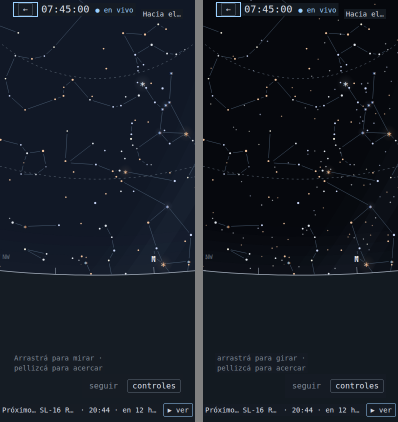 ← 07:45:00 ● en vivo Hacia el…
NW N
Arrastrá para mirar ·
pellizcá para acercar
seguir controles
Próximo… SL-16 R… · 20:44 · en 12 h… ▶ ver
← 07:45:00 ● en vivo Hacia el…
NW N
arrastrá para girar ·
pellizcá para acercar
seguir controles
Próximo… SL-16 R… · 20:44 · en 12 h… ▶ ver